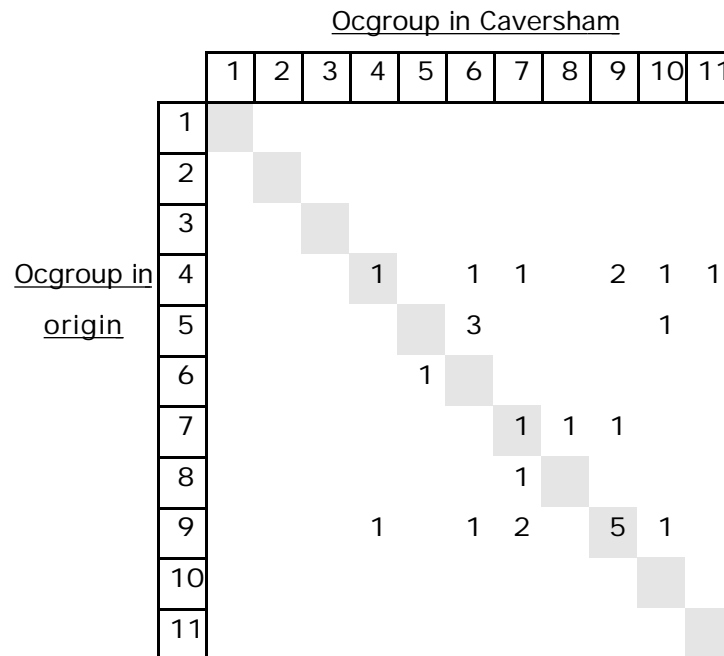 Ocgroup in Caversham
1 2 3 4 5 6 7 8 9 10 11
1
2
3
Ocgroup in 4 1 1 1 2 1 1
origin 5 3 1
6 1
7 1 1 1
8 1
9 1 1 2 5 1
10
11